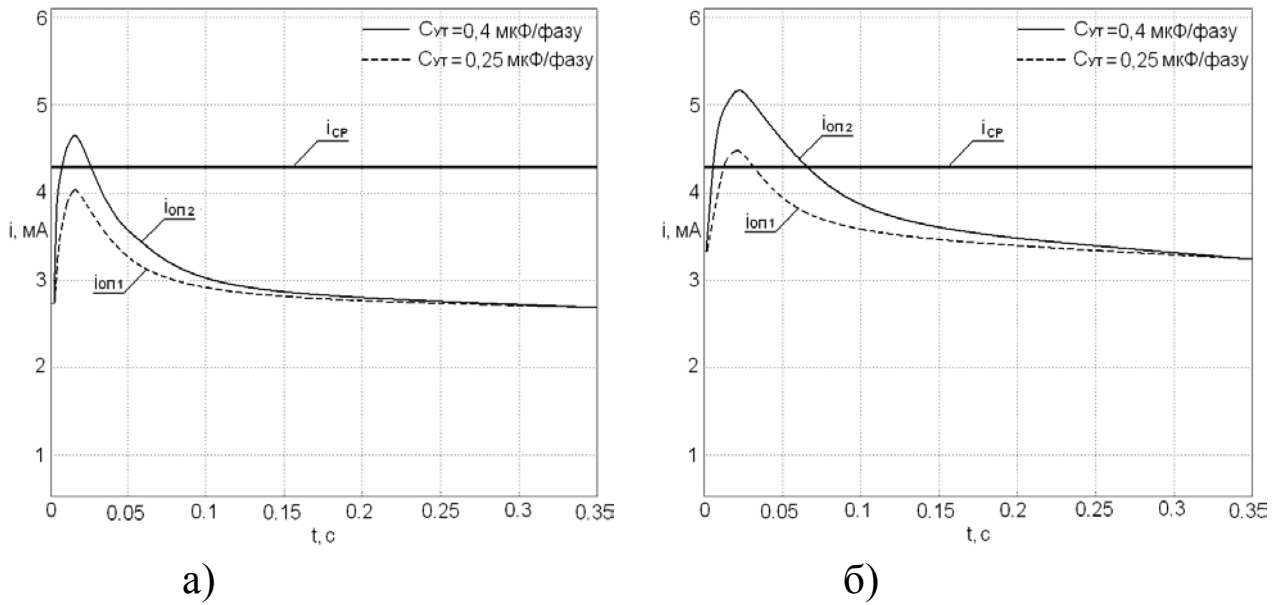 6
5
4
i, мА
3
2
1
0
0.05
0.1
0.15
0.2
0.25
0.3
0.35
t, с
Сут=0,4 мкФ/фазу
Сут=0,25 мкФ/фазу
iСР
iОП2
iОП1
а)
6
5
4
i, мА
3
2
1
0
0.05
0.1
0.15
0.2
0.25
0.3
0.35
t, с
Сут=0,4 мкФ/фазу
Сут=0,25 мкФ/фазу
iОП2
iСР
iОП1
б)